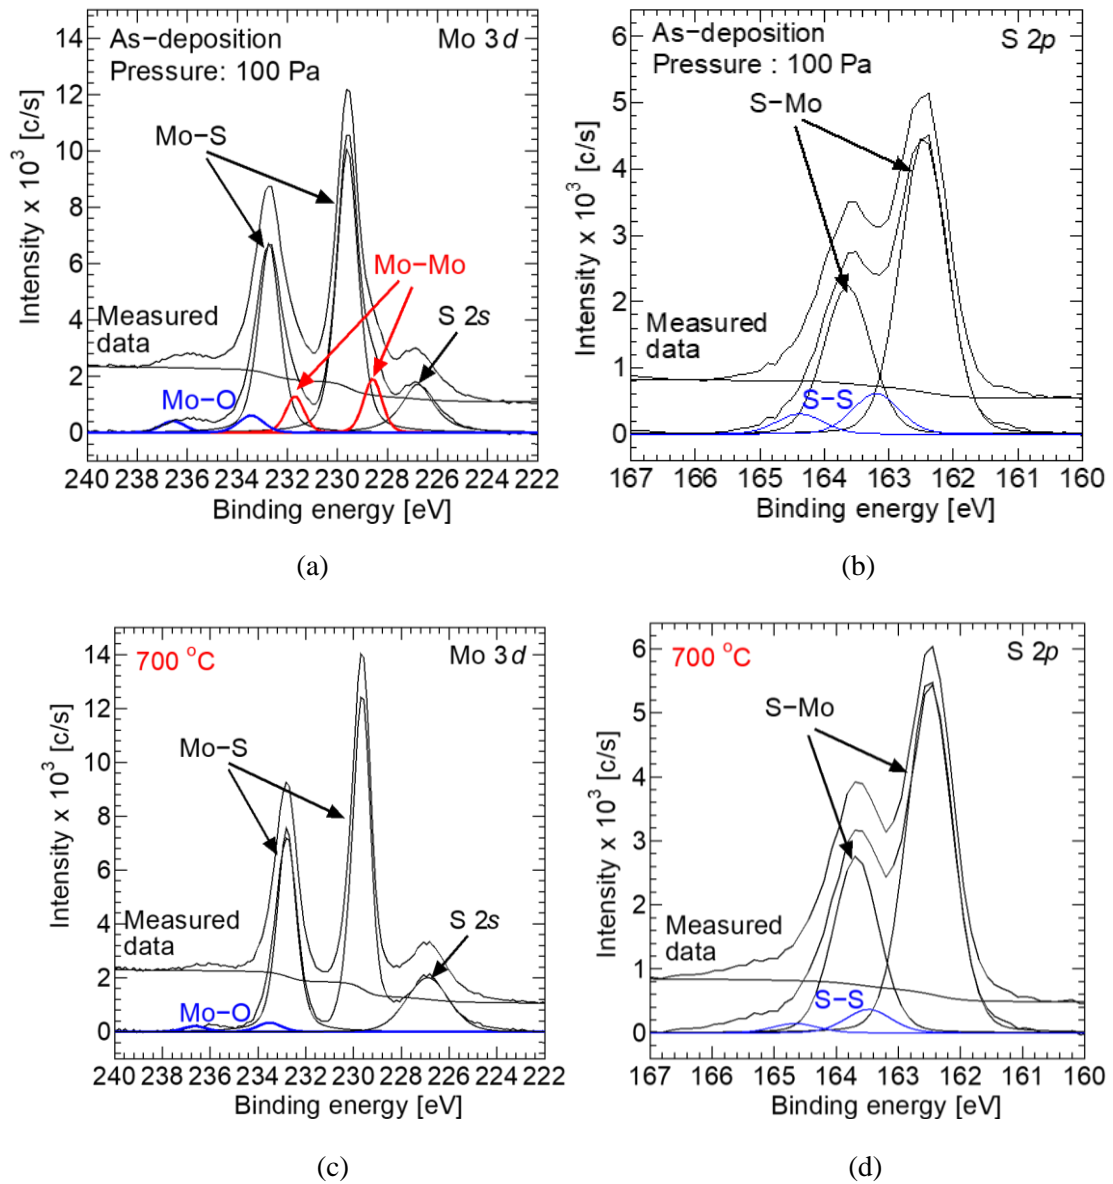 As−deposition
Pressure: 100 Pa
Mo 3d
Mo−S
Mo−Mo
S 2s
Measured
data
Mo−O
Intensity x 10³ [c/s]
14
12
10
8
6
4
2
0
240 238 236 234 232 230 228 226 224 222
Binding energy [eV]
(a)
As−deposition
Pressure : 100 Pa
S 2p
S−Mo
Measured
data
S−S
Intensity x 10³ [c/s]
6
5
4
3
2
1
0
167 166 165 164 163 162 161 160
Binding energy [eV]
(b)
700 °C
Mo 3d
Mo−S
Measured
data
S 2s
Mo−O
Intensity x 10³ [c/s]
14
12
10
8
6
4
2
0
240 238 236 234 232 230 228 226 224 222
Binding energy [eV]
(c)
700 °C
S 2p
S−Mo
Measured
data
S−S
Intensity x 10³ [c/s]
6
5
4
3
2
1
0
167 166 165 164 163 162 161 160
Binding energy [eV]
(d)